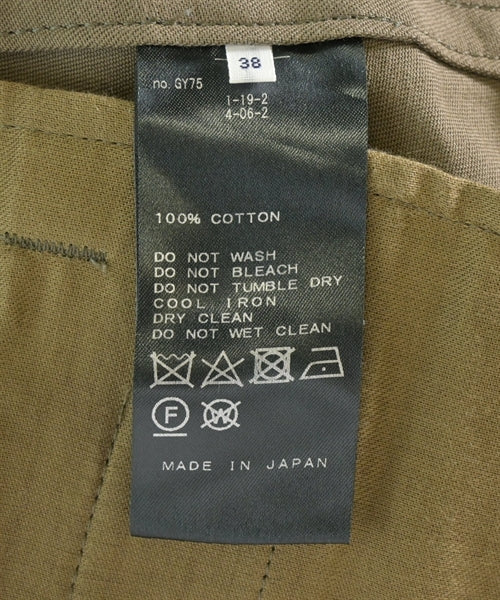 38
no. GY75
1-19-2
4-06-2
100% COTTON
DO NOT WASH
DO NOT BLEACH
DO NOT TUMBLE DRY
COOL IRON
DRY CLEAN
DO NOT WET CLEAN
F
W
MADE IN JAPAN